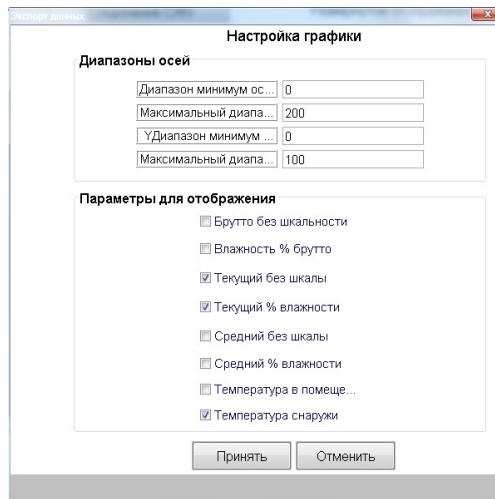 Экспорт данных
Настройка графики
Диапазоны осей
Диапазон минимум ос... 0
Максимальный диапа... 200
YДиапазон минимум ... 0
Максимальный диапа... 100
Параметры для отображения
Брутто без шкальности
Влажность % брутто
Текущий без шкалы
Текущий % влажности
Средний без шкалы
Средний % влажности
Температура в помеще...
Температура снаружи
Принять Отменить